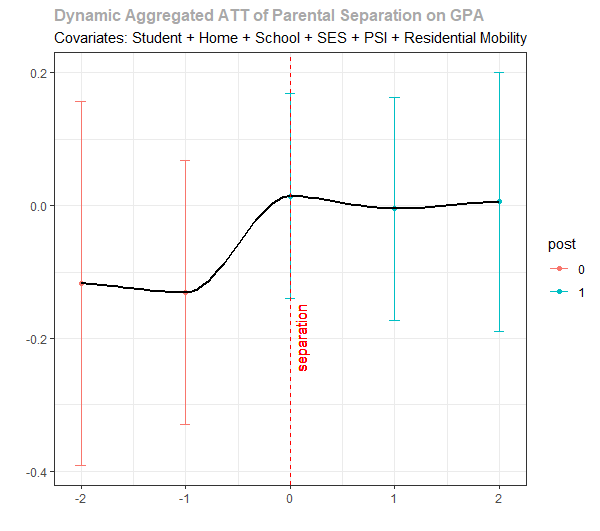 Dynamic Aggregated ATT of Parental Separation on GPA
Covariates: Student + Home + School + SES + PSI + Residential Mobility
0.2
0.0
-0.2
-0.4
separation
-2
-1
0
1
2
post
0
1